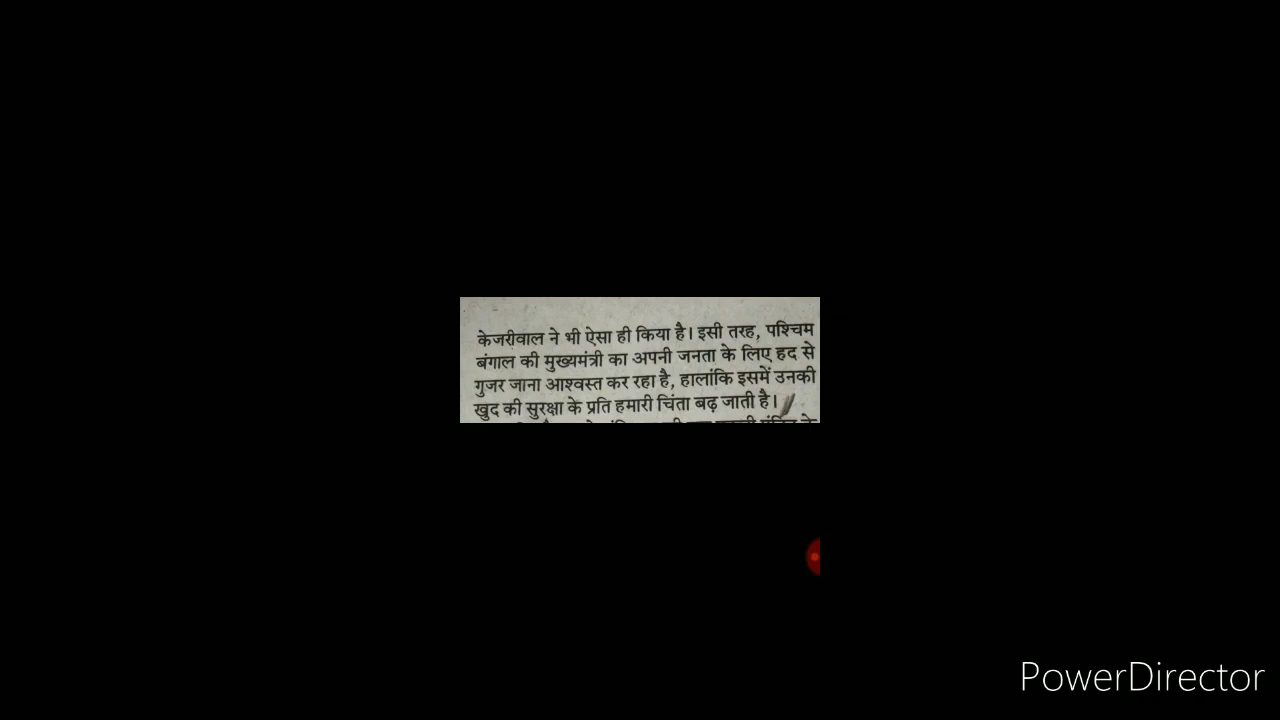 केजरीवाल ने भी ऐसा ही किया है। इसी तरह, पश्चिम
बंगाल की मुख्यमंत्री का अपनी जनता के लिए हद से
गुजर जाना आश्वस्त कर रहा है, हालांकि इसमें उनकी
खुद की सुरक्षा के प्रति हमारी चिंता बढ़ जाती है।
PowerDirector